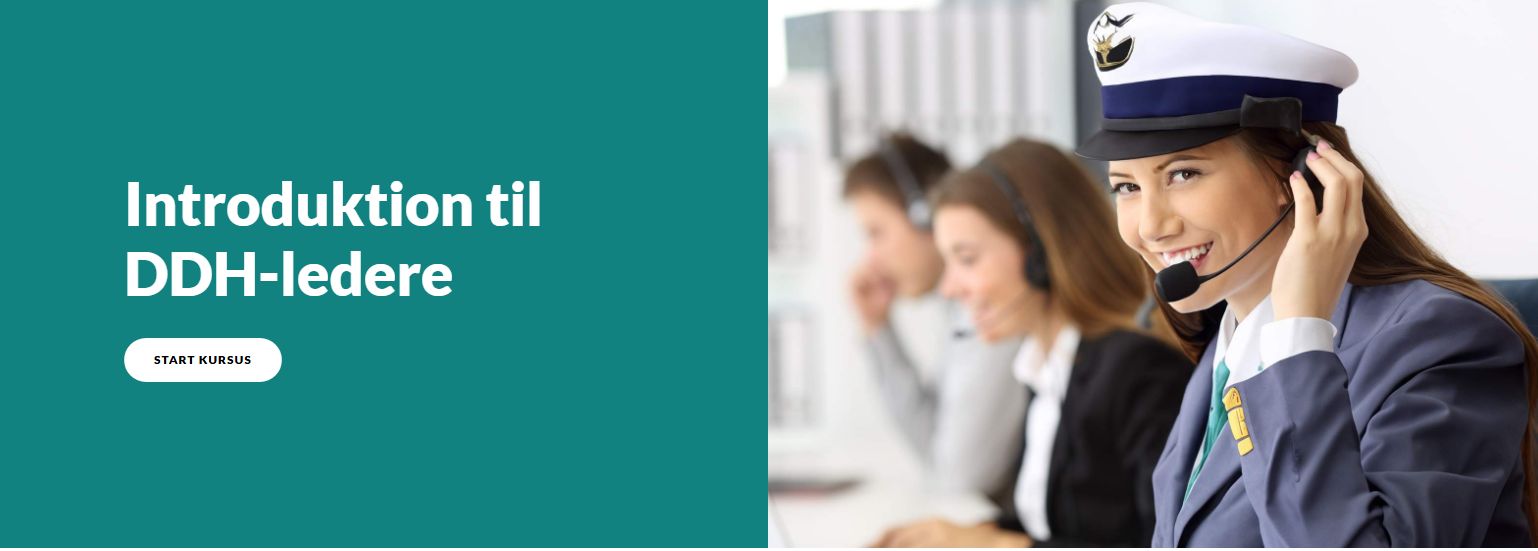 Introduktion til
DDH-ledere
START KURSUS